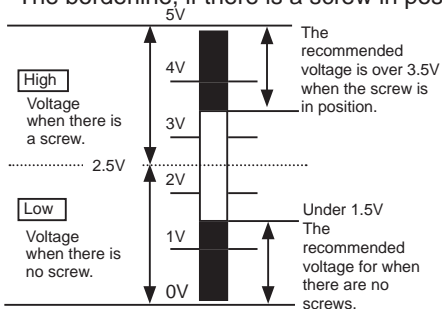 The borderline, if there is a screw in pos
5V
The
recommended
voltage is over 3.5V
when the screw is
in position.
High
4V
Voltage
when there is
a screw.
3V
2.5V
2V
Low
Under 1.5V
The
recommended
voltage for when
there are no
screws.
Voltage
when there is
no screw.
1V
0V